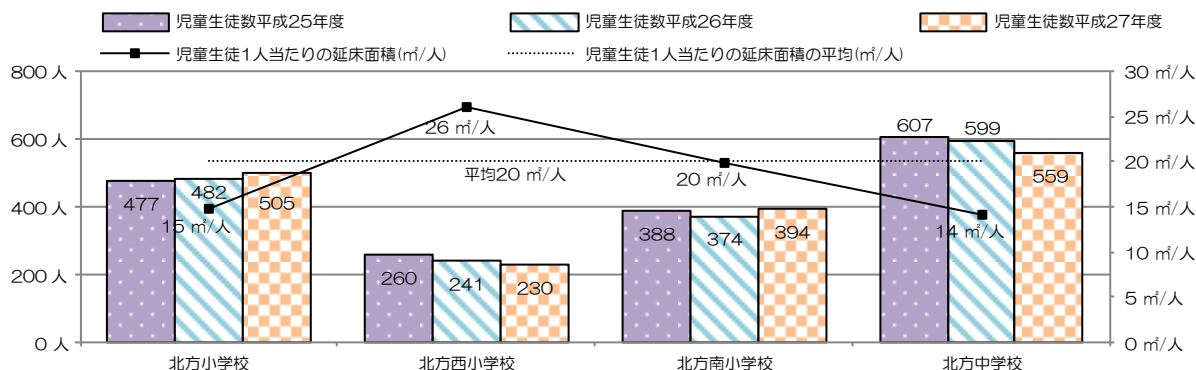 児童生徒数平成25年度 児童生徒数平成26年度 児童生徒数平成27年度
児童生徒1人当たりの延床面積(㎡/人) 児童生徒1人当たりの延床面積の平均(㎡/人)
800 人 30 ㎡/人
607 599
26 ㎡/人 25 ㎡/人
600 人
平均20 ㎡/人 20 ㎡/人 20 ㎡/人
559
477 482 505
400 人 15 ㎡/人
15 ㎡/人 388 374 394 14 ㎡/人
10 ㎡/人
200 人 260 241 230
5 ㎡/人
0 人 0 ㎡/人
北方小学校 北方西小学校 北方南小学校 北方中学校